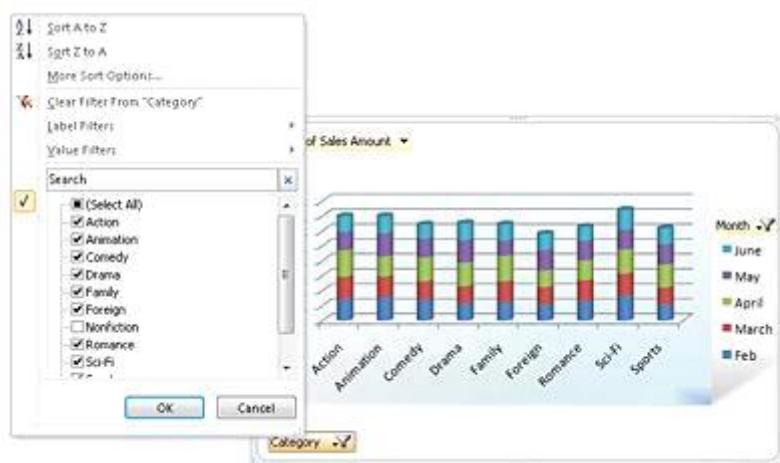 Sort A to Z
Sort Z to A
More Sort Options...
Clear Filter From "Category"
Label Filters
Value Filters
Search
(Select All)
Action
Animation
Comedy
Drama
Family
Foreign
Nonfiction
Romance
Sci-Fi
OK Cancel
of Sales Amount
Month
June
May
April
March
Feb
Action Animation Comedy Drama Family Foreign Romance Sci-Fi Sports
Category